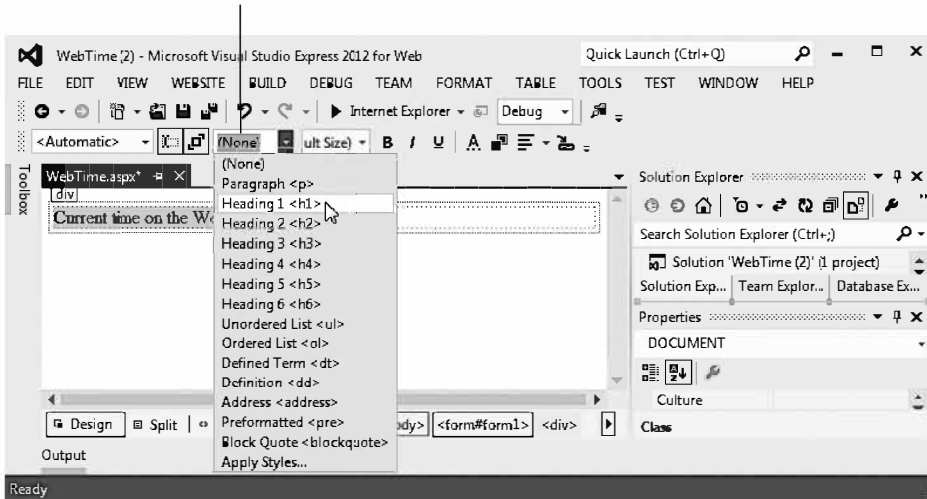 WebTime (2) - Microsoft Visual Studio Express 2012 for Web
Quick Launch (Ctrl+Q)
FILE EDIT VIEW WEBSITE BUILD DEBUG TEAM FORMAT TABLE TOOLS TEST WINDOW HELP
Internet Explorer
Debug
<Automatic>
(None)
ult Size)
B I U A
Toolbox
WebTime.aspx*
div
Current time on the We
(None)
Paragraph <p>
Heading 1 <h1>
Heading 2 <h2>
Heading 3 <h3>
Heading 4 <h4>
Heading 5 <h5>
Heading 6 <h6>
Unordered List <ul>
Ordered List <ol>
Defined Term <dt>
Definition <dd>
Address <address>
Preformatted <pre>
Block Quote <blockquote>
Apply Styles...
Design
Split
ody>
<form#form1>
<div>
Output
Ready
Solution Explorer
Search Solution Explorer (Ctrl+;)
Solution 'WebTime (2)' (1 project)
Solution Exp...
Team Explor...
Database Ex...
Properties
DOCUMENT
Culture
Class